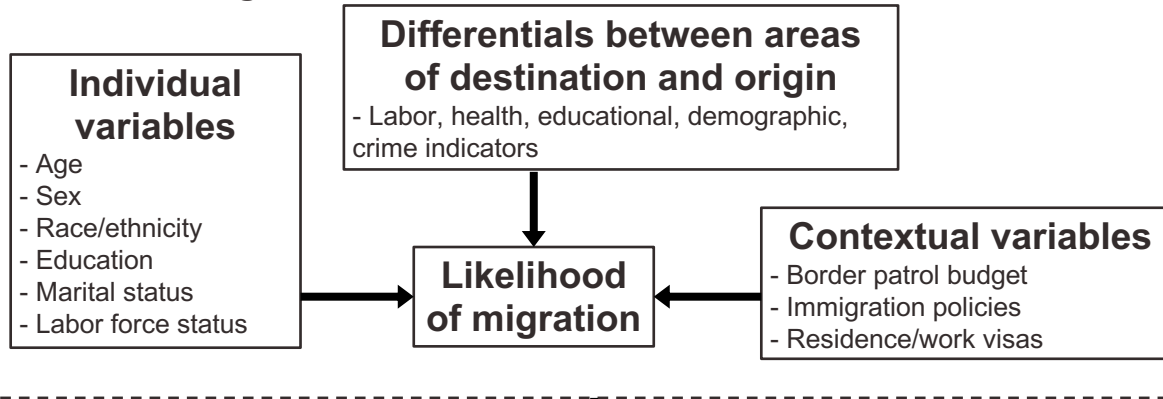 Individual
variables
- Age
- Sex
- Race/ethnicity
- Education
- Marital status
- Labor force status
Differentials between areas
of destination and origin
- Labor, health, educational, demographic,
crime indicators
Likelihood
of migration
Contextual variables
- Border patrol budget
- Immigration policies
- Residence/work visas